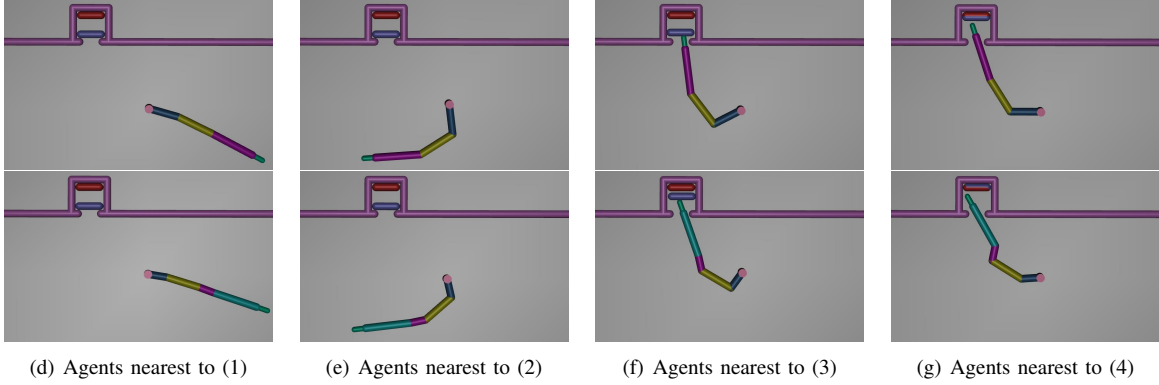 (d) Agents nearest to (1)
(e) Agents nearest to (2)
(f) Agents nearest to (3)
(g) Agents nearest to (4)